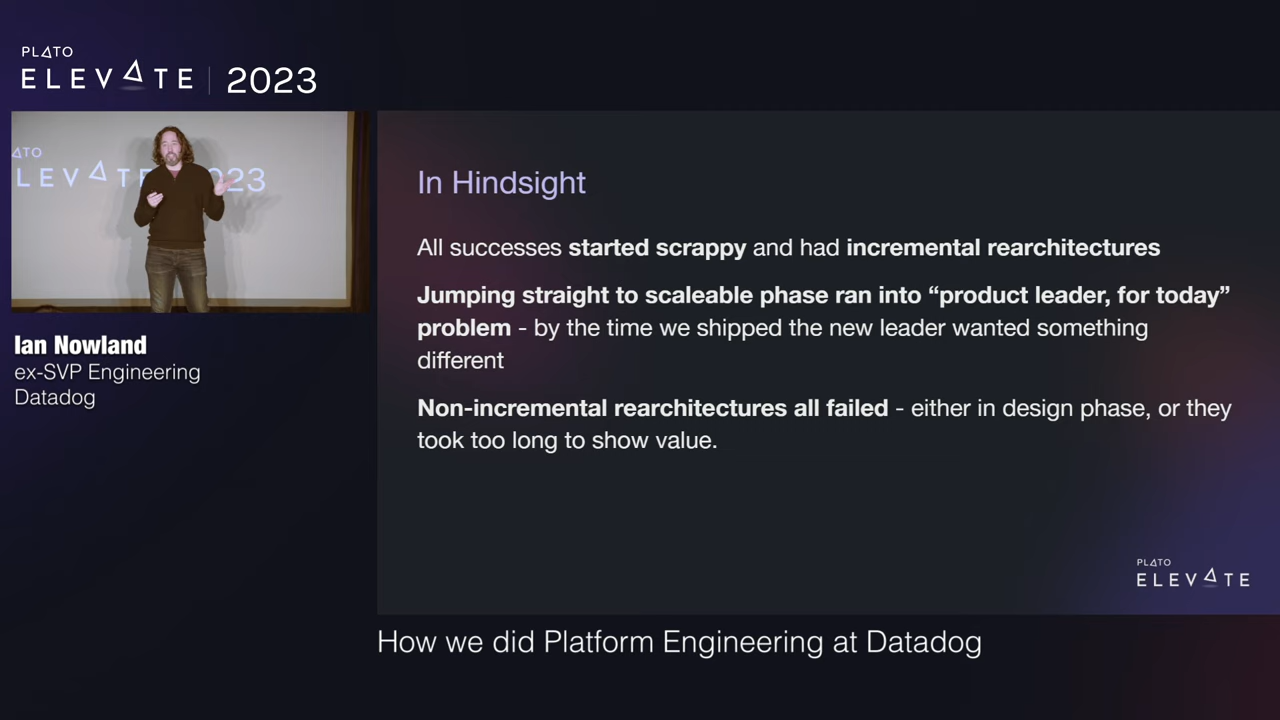 PLATO
ELEVATE | 2023
ATO
LEVATE 2023
Ian Nowland
ex-SVP Engineering
Datadog
In Hindsight
All successes started scrappy and had incremental rearchitectures
Jumping straight to scaleable phase ran into “product leader, for today”
problem - by the time we shipped the new leader wanted something
different
Non-incremental rearchitectures all failed - either in design phase, or they
took too long to show value.
PLATO
ELEVATE
How we did Platform Engineering at Datadog